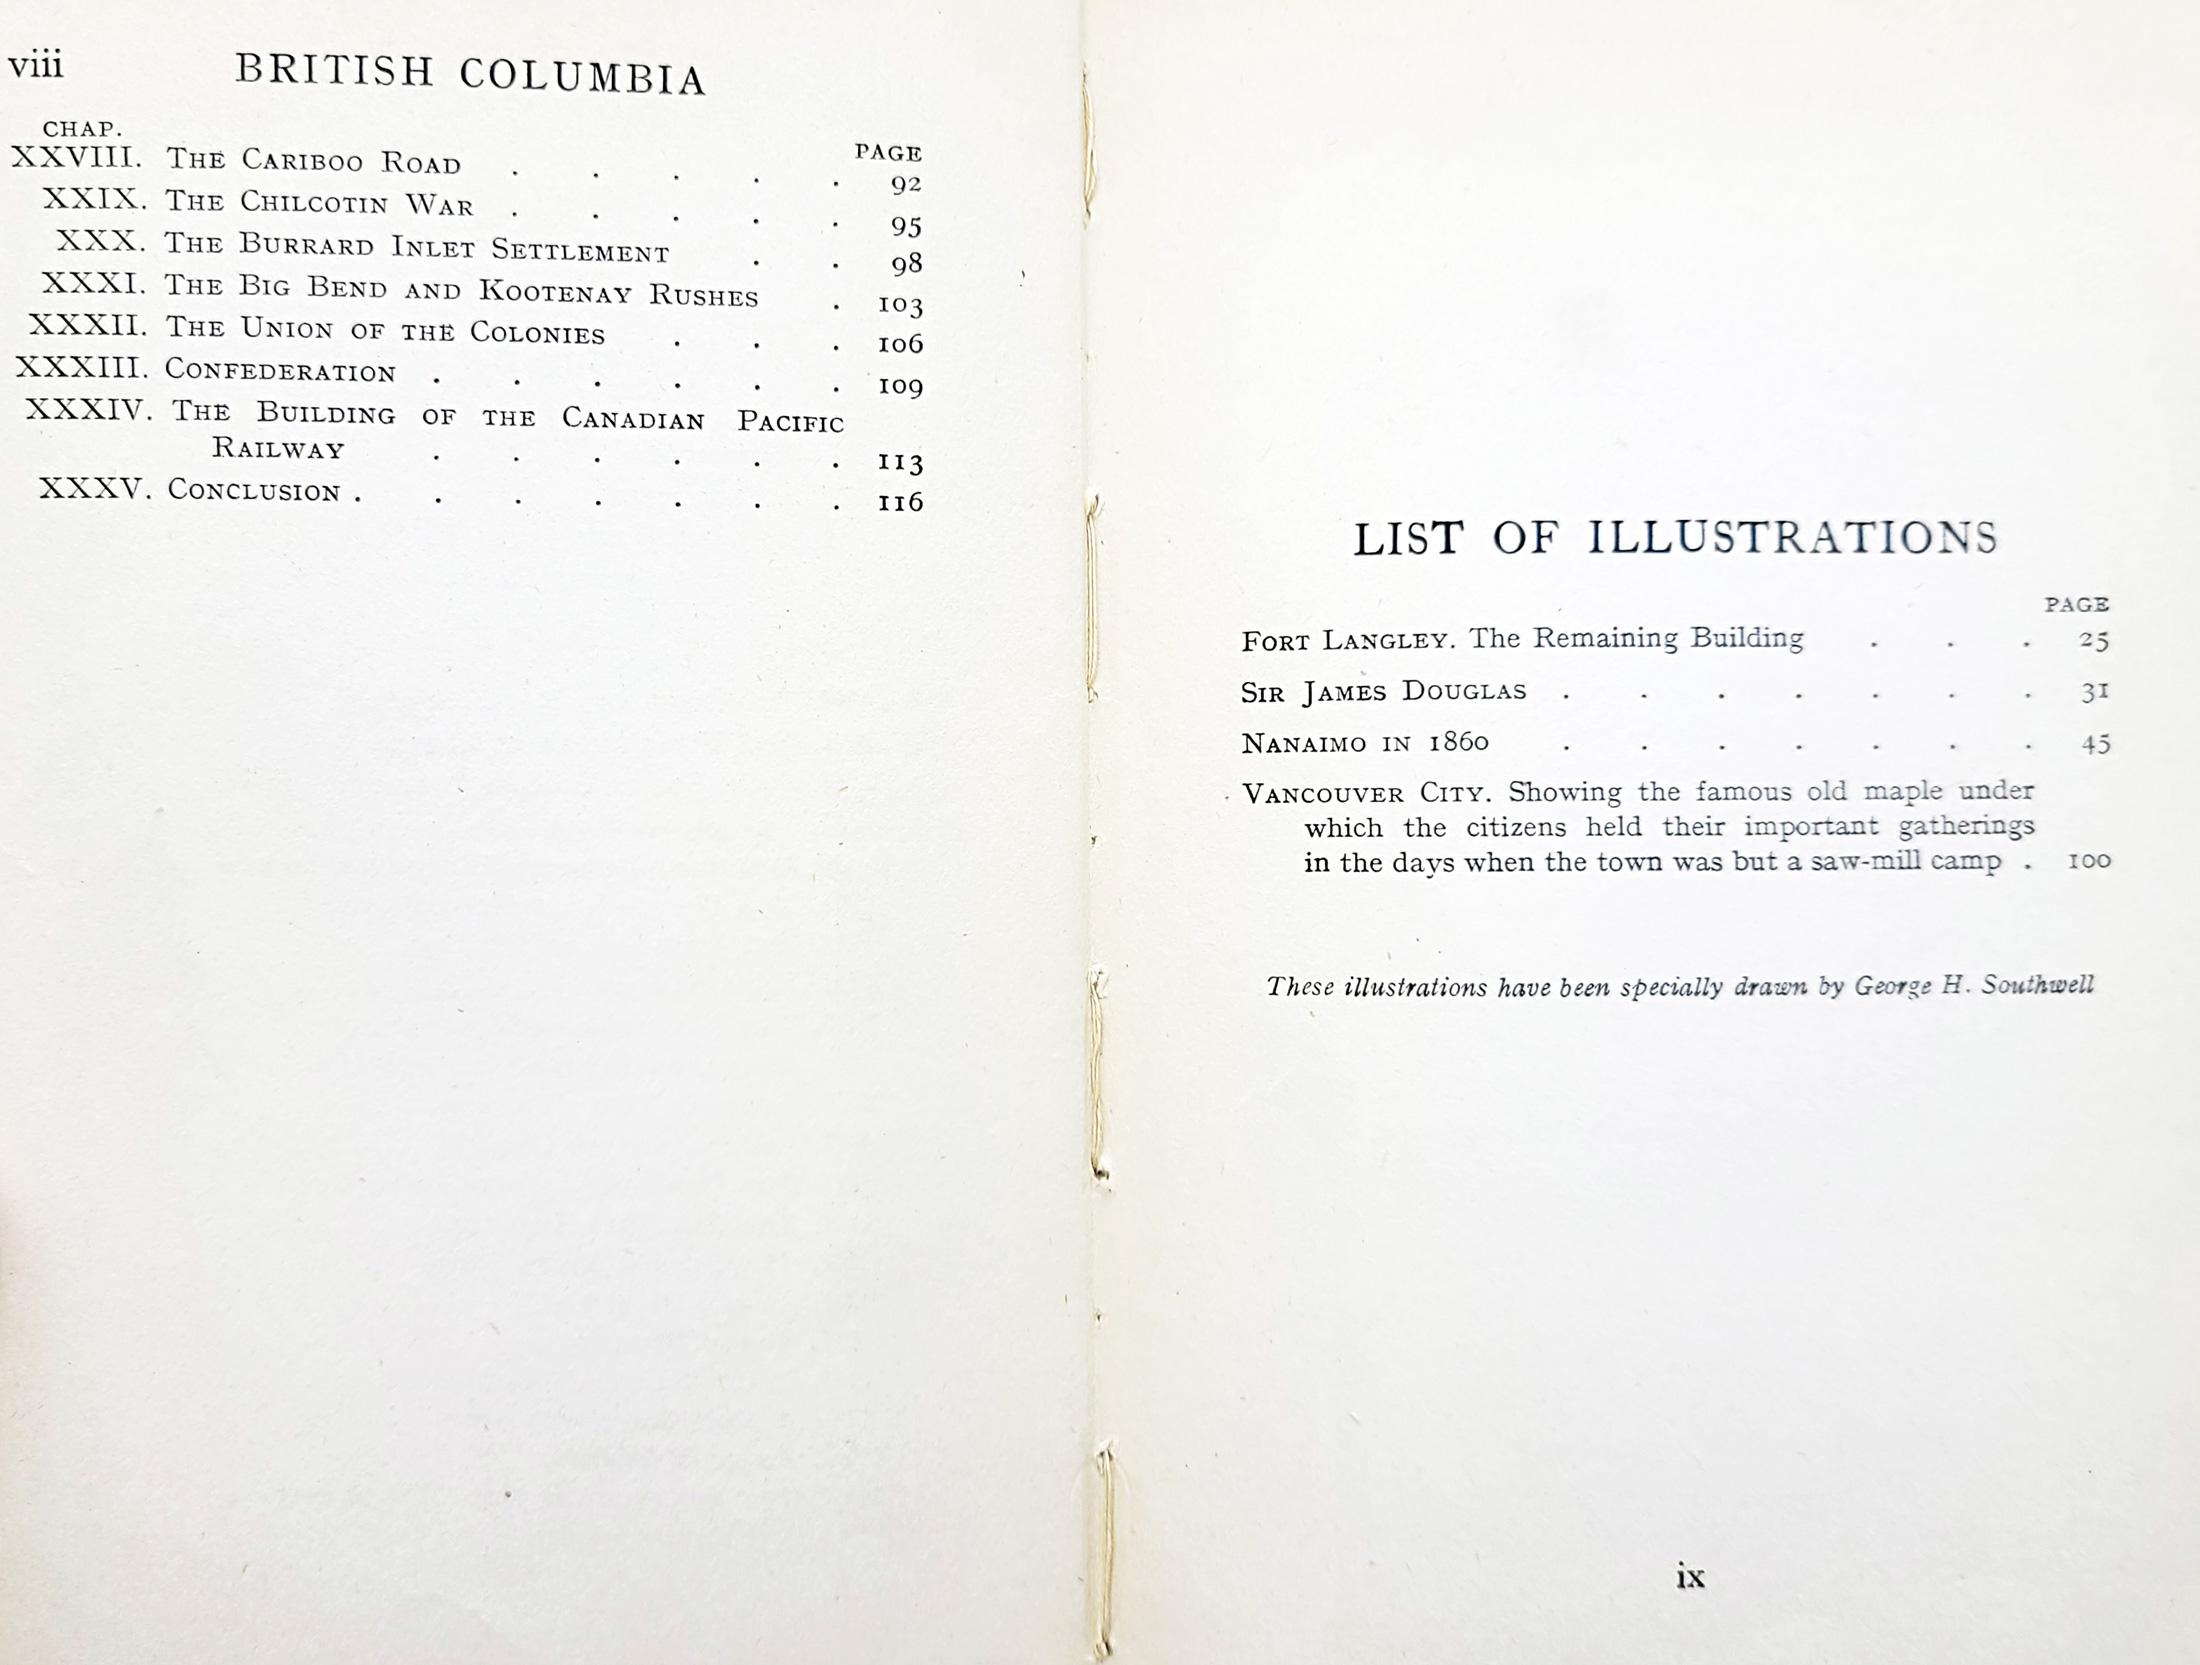 viii BRITISH COLUMBIA
CHAP. PAGE
XXVIII. THE CARIBOO ROAD . . . . . 92
XXIX. THE CHILCOTIN WAR . . . . . 95
XXX. THE BURRARD INLET SETTLEMENT . . 98
XXXI. THE BIG BEND AND KOOTENAY RUSHES . 103
XXXII. THE UNION OF THE COLONIES . . . 106
XXXIII. CONFEDERATION . . . . . . 109
XXXIV. THE BUILDING OF THE CANADIAN PACIFIC
RAILWAY . . . . . . 113
XXXV. CONCLUSION . . . . . . . 116
LIST OF ILLUSTRATIONS
PAGE
FORT LANGLEY. The Remaining Building . . . 25
SIR JAMES DOUGLAS . . . . . . . 31
NANAIMO IN 1860 . . . . . . . 45
VANCOUVER CITY. Showing the famous old maple under
which the citizens held their important gatherings
in the days when the town was but a saw-mill camp . 100
These illustrations have been specially drawn by George H. Southwell
ix